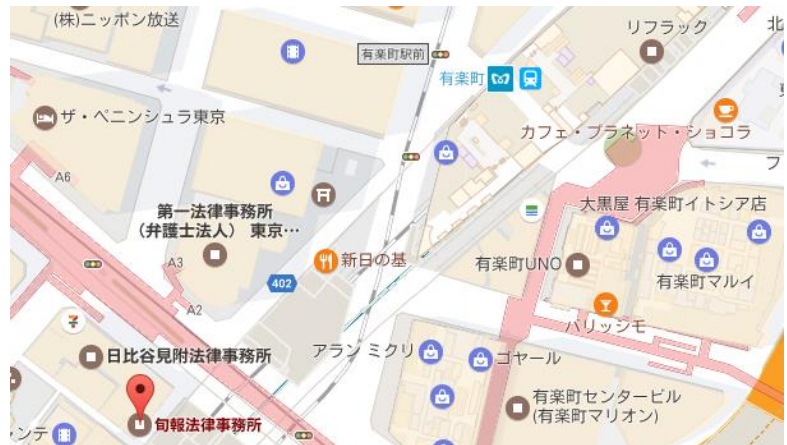 (株)ニッポン放送
リフラック
北
有楽町駅前
有楽町
ザ・ペニンシュラ東京
カフェ・プラネット・ショコラ
フ
A6
第一法律事務所
(弁護士法人) 東京…
大黒屋 有楽町イトシア店
新日の基
有楽町UNO
有楽町マルイ
A3
402
A2
バリッシモ
日比谷見附法律事務所
アラン ミクリ
ゴヤール
旬報法律事務所
有楽町センタービル
(有楽町マリオン)
ャンテ